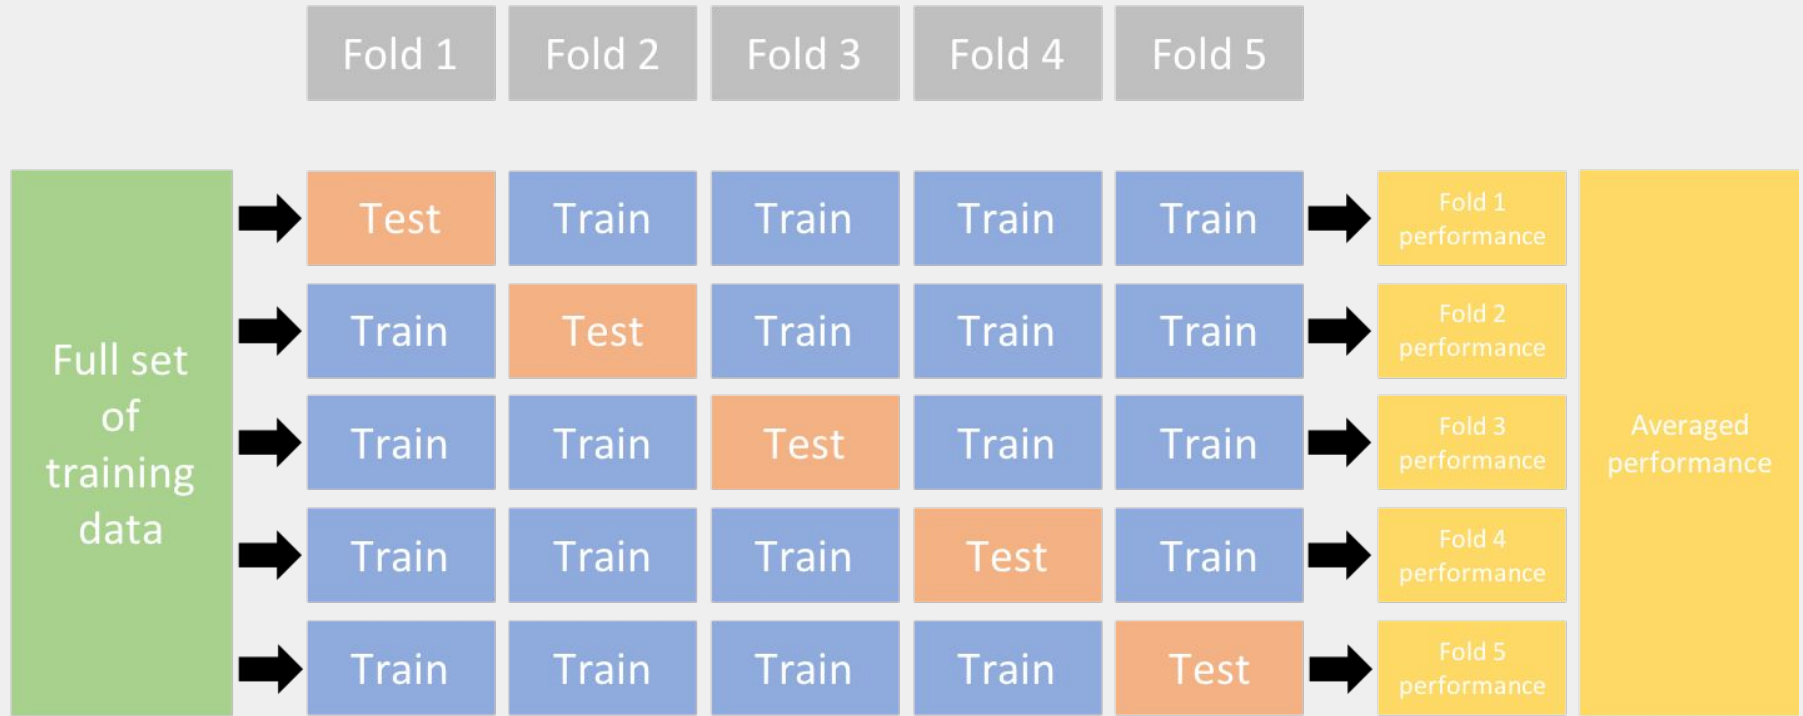 Fold 1
Fold 2
Fold 3
Fold 4
Fold 5
Full set
of
training
data
Test
Train
Train
Train
Train
Fold 1
performance
Train
Test
Train
Train
Train
Fold 2
performance
Train
Train
Test
Train
Train
Fold 3
performance
Train
Train
Train
Test
Train
Fold 4
performance
Train
Train
Train
Train
Test
Fold 5
performance
Averaged
performance